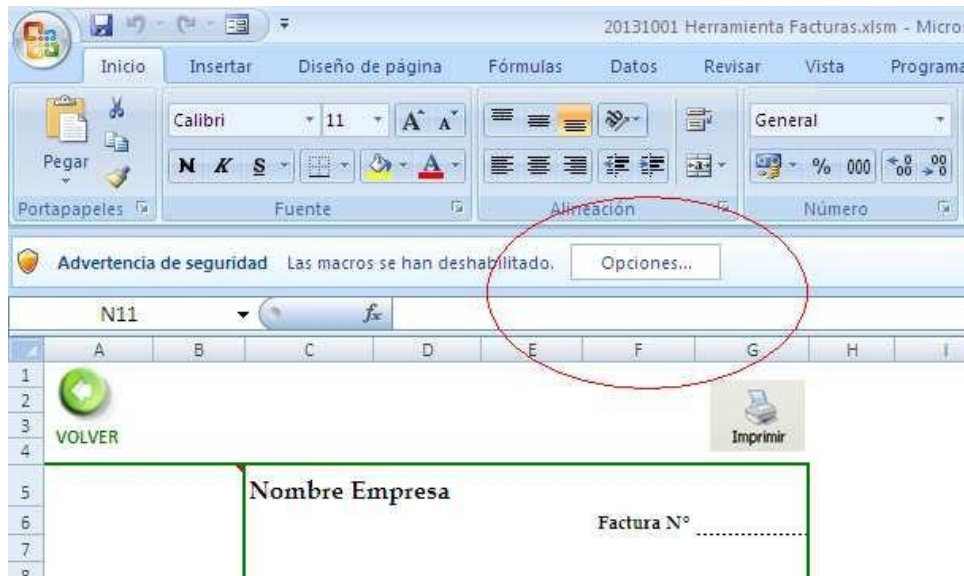 20131001 Herramienta Facturas.xlsm - Micro
Inicio Insertar Diseño de página Fórmulas Datos Revisar Vista Programa
Calibri 11 A A General
Pegar N K S A % 000
Portapapeles Fuente Alineación Número
Advertencia de seguridad Las macros se han deshabilitado. Opciones...
N11 fx
A B C D E F G H I
1
2
3
4
VOLVER
Imprimir
5
6
7
8
Nombre Empresa
Factura N°